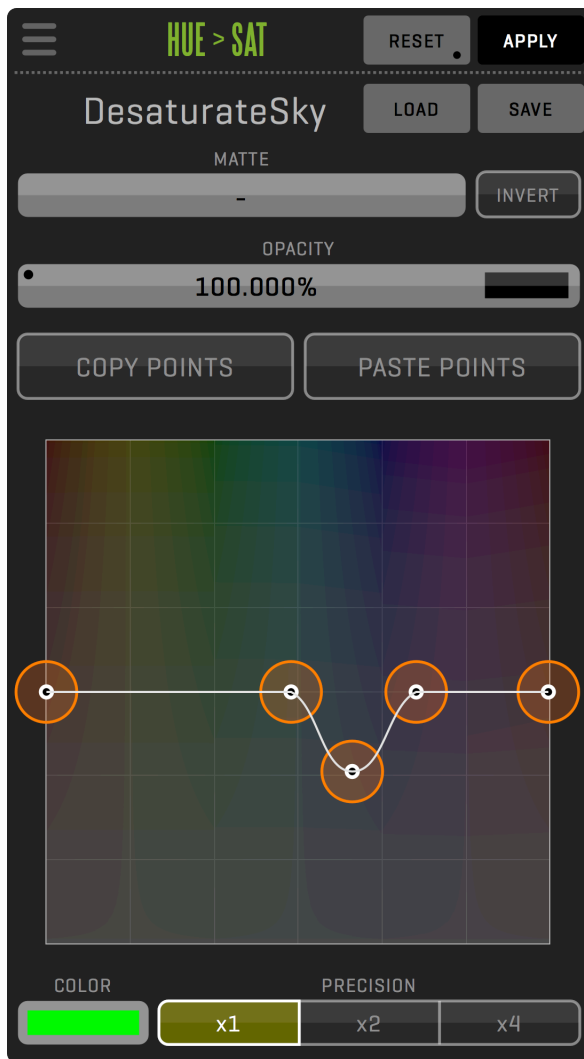 HUE > SAT
RESET
APPLY
DesaturateSky
LOAD
SAVE
MATTE
-
INVERT
OPACITY
100.000%
COPY POINTS
PASTE POINTS
COLOR
PRECISION
x1
x2
x4